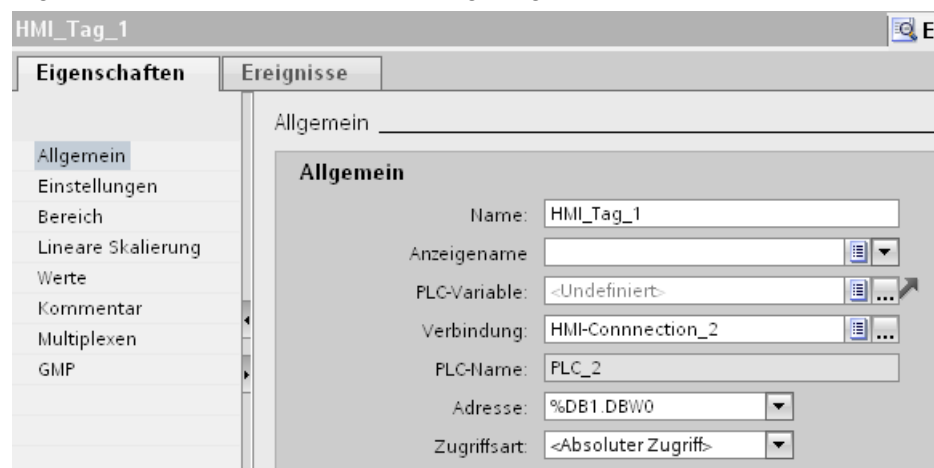 HMI_Tag_1
E
Eigenschaften
Ereignisse
Allgemein
Einstellungen
Bereich
Lineare Skalierung
Werte
Kommentar
Multiplexen
GMP
Allgemein
Allgemein
Name: HMI_Tag_1
Anzeigename
PLC-Variable: <Undefiniert>
Verbindung: HMI-Connnection_2
PLC-Name: PLC_2
Adresse: %DB1.DBW0
Zugriffsart: <Absoluter Zugriff>